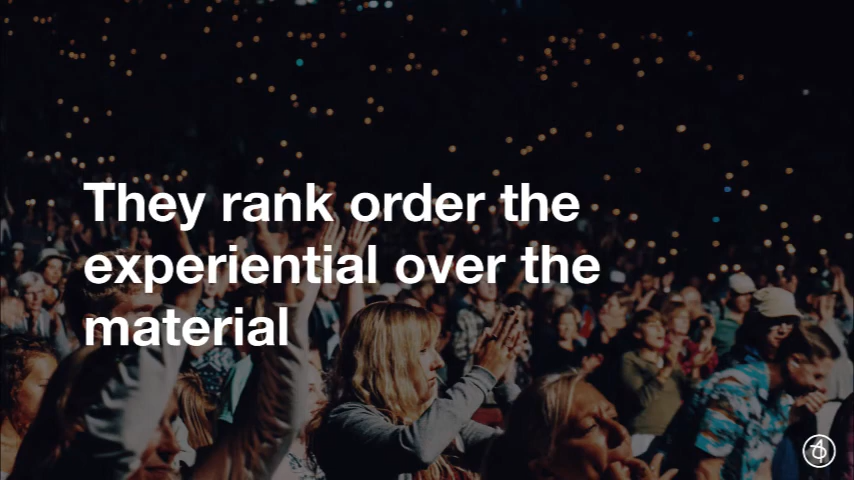 They rank order the
experiential over the
material